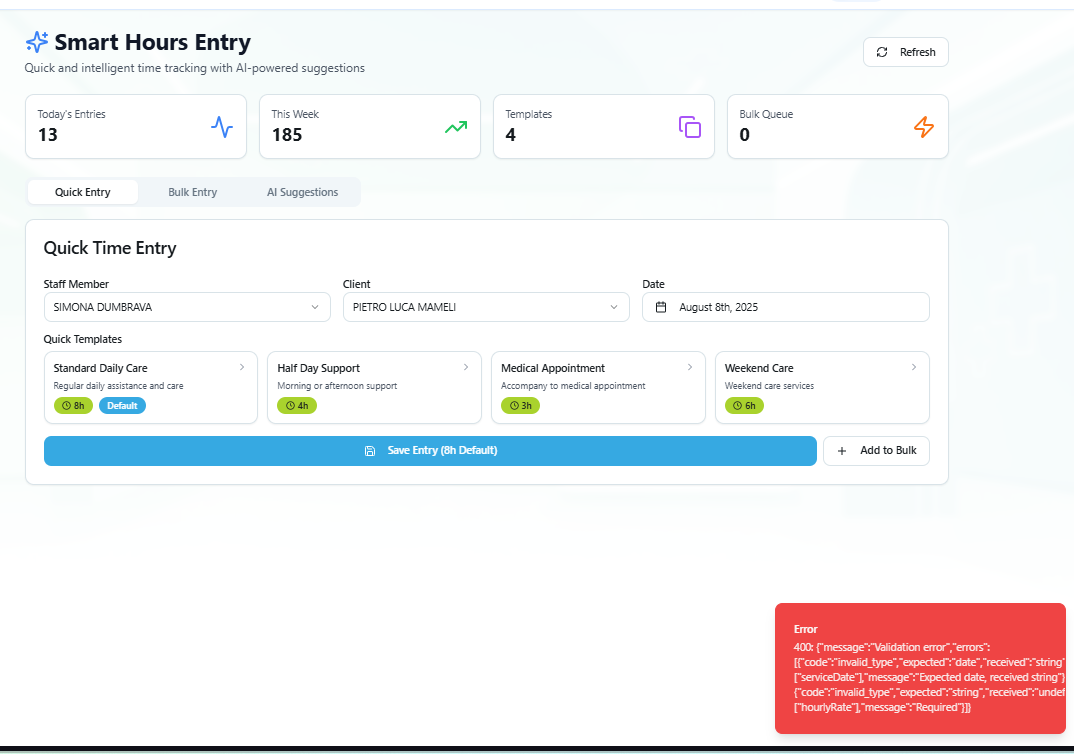 Smart Hours Entry
Quick and intelligent time tracking with AI-powered suggestions
Refresh
Today's Entries
13
This Week
185
Templates
4
Bulk Queue
0
Quick Entry
Bulk Entry
AI Suggestions
Quick Time Entry
Staff Member
SIMONA DUMBRAVA
Client
PIETRO LUCA MAMELI
Date
August 8th, 2025
Quick Templates
Standard Daily Care
Regular daily assistance and care
8h
Default
Half Day Support
Morning or afternoon support
4h
Medical Appointment
Accompany to medical appointment
3h
Weekend Care
Weekend care services
6h
Save Entry (8h Default)
Add to Bulk
Error
400: {"message":"Validation error","errors":
[{"code":"invalid_type","expected":"date","received":"string"
["serviceDate"],"message":"Expected date, received string"}
{"code":"invalid_type","expected":"string","received":"undef
["hourlyRate"],"message":"Required"}]}